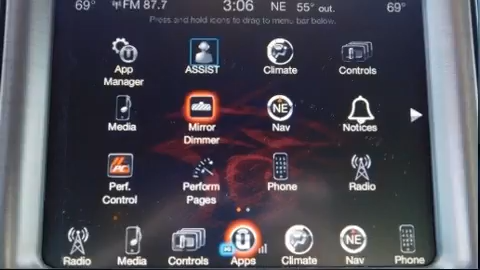 69° FM 87.7 3:06 NE 55° out. 69°
Press and hold icons to drag to menu bar below.
App Manager ASSIST Climate Controls
Media Mirror Dimmer NE Nav Notices
Perf. Control Perform Pages Phone Radio
Radio Media Controls Apps Climate NE Nav Phone